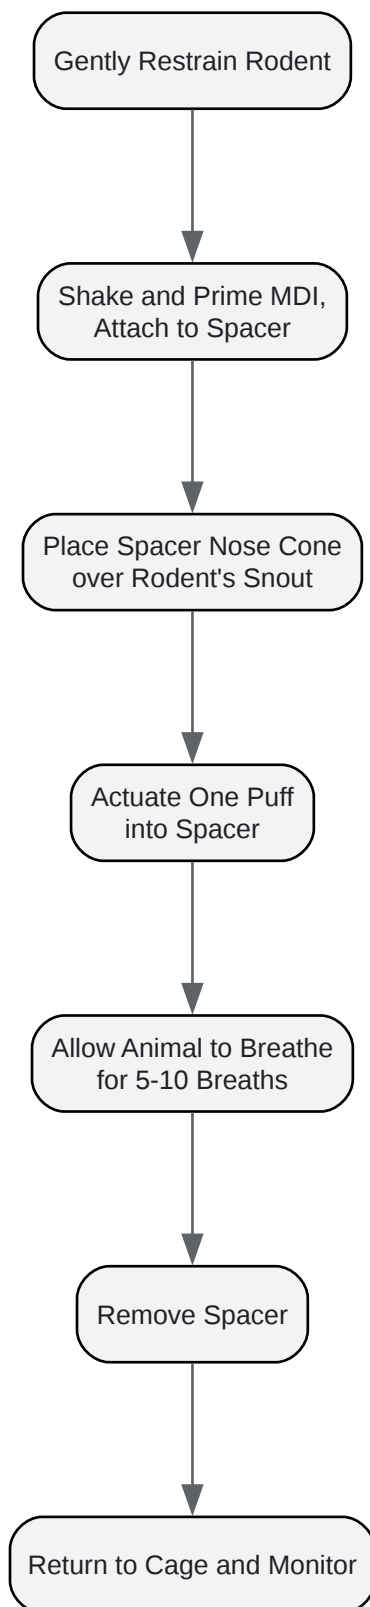 Gently Restrain Rodent
Shake and Prime MDI,
Attach to Spacer
Place Spacer Nose Cone
over Rodent's Snout
Actuate One Puff
into Spacer
Allow Animal to Breathe
for 5-10 Breaths
Remove Spacer
Return to Cage and Monitor